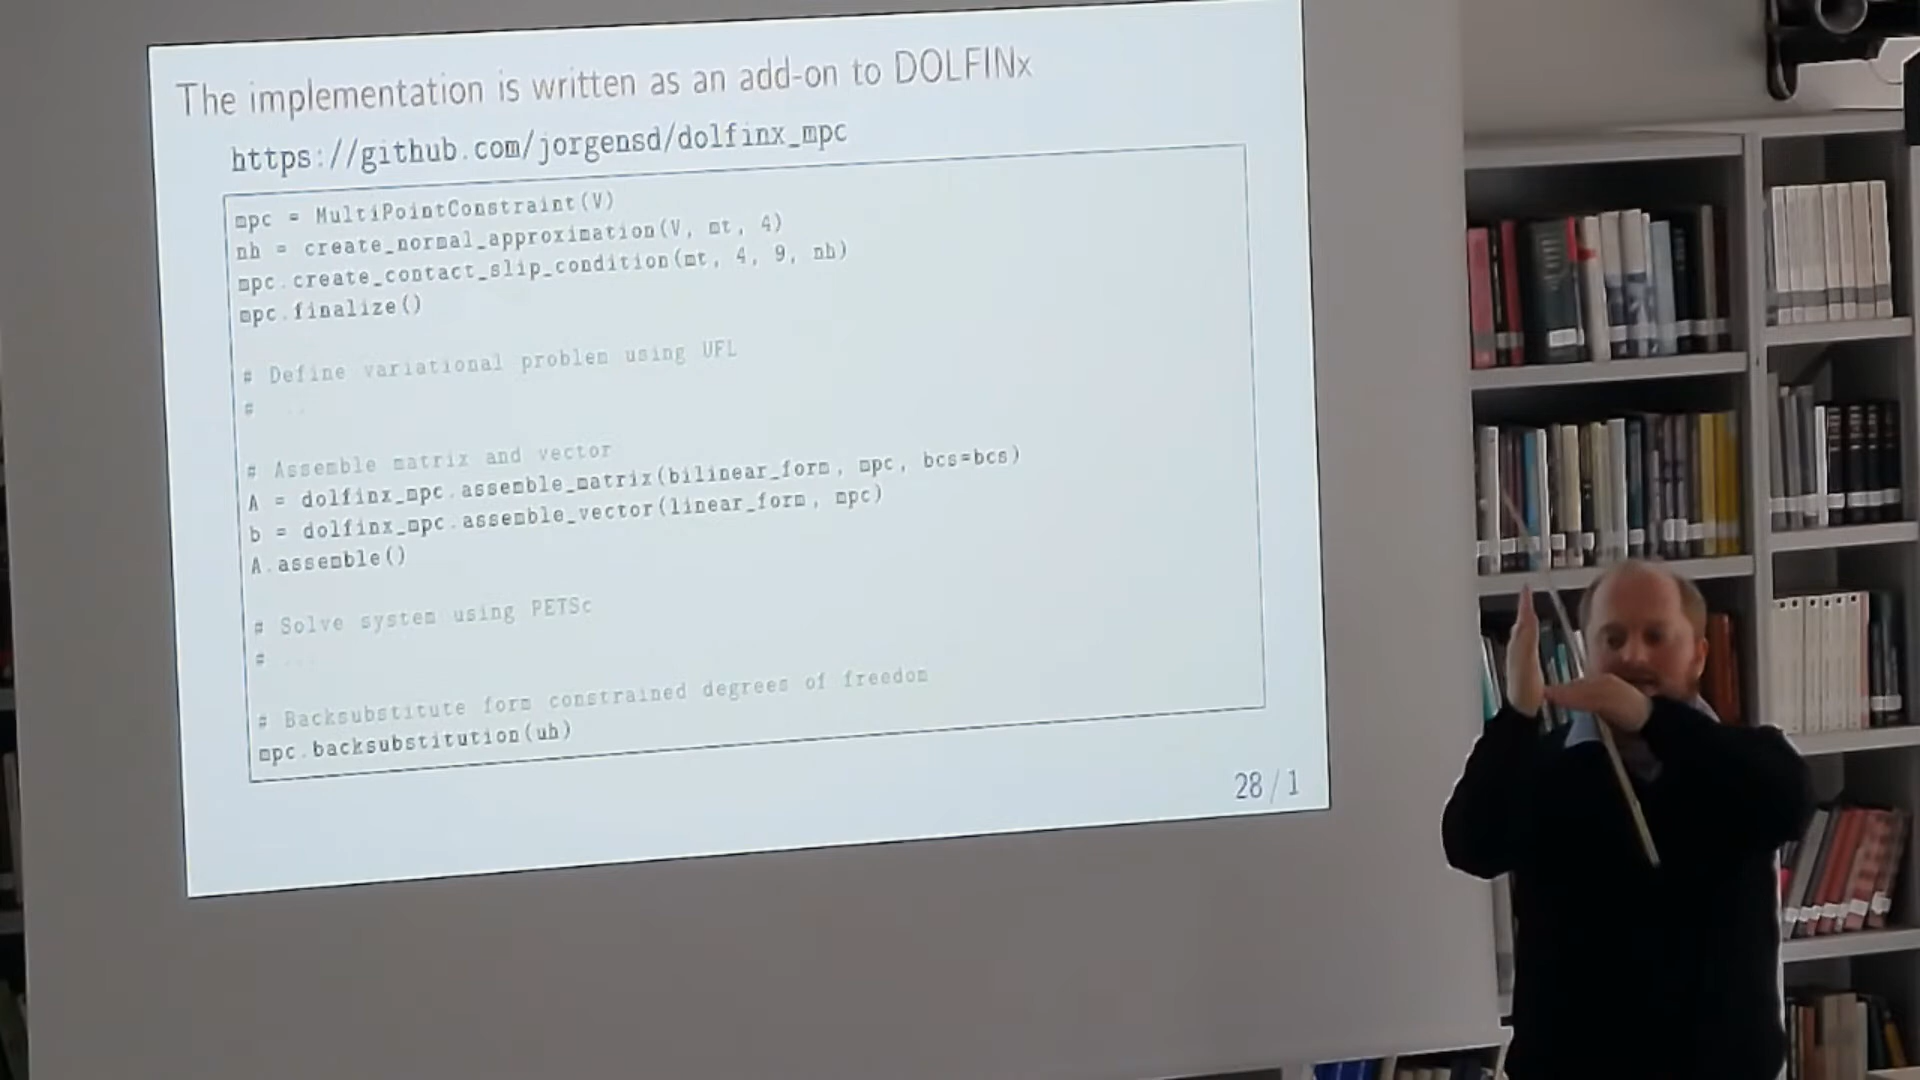 The implementation is written as an add-on to DOLFINx
https://github.com/jorgensd/dolfinx_mpc
mpc = MultiPointConstraint(V)
nh = create_normal_approximation(V, mt, 4)
mpc.create_contact_slip_condition(mt, 4, 9, nh)
mpc.finalize()
# Define variational problem using UFL
# ...
# Assemble matrix and vector
A = dolfinx_mpc.assemble_matrix(bilinear_form, mpc, bcs=bcs)
b = dolfinx_mpc.assemble_vector(linear_form, mpc)
A.assemble()
# Solve system using PETSc
# ...
# Backsubstitute form constrained degrees of freedom
mpc.backsubstitution(uh)
28 / 1